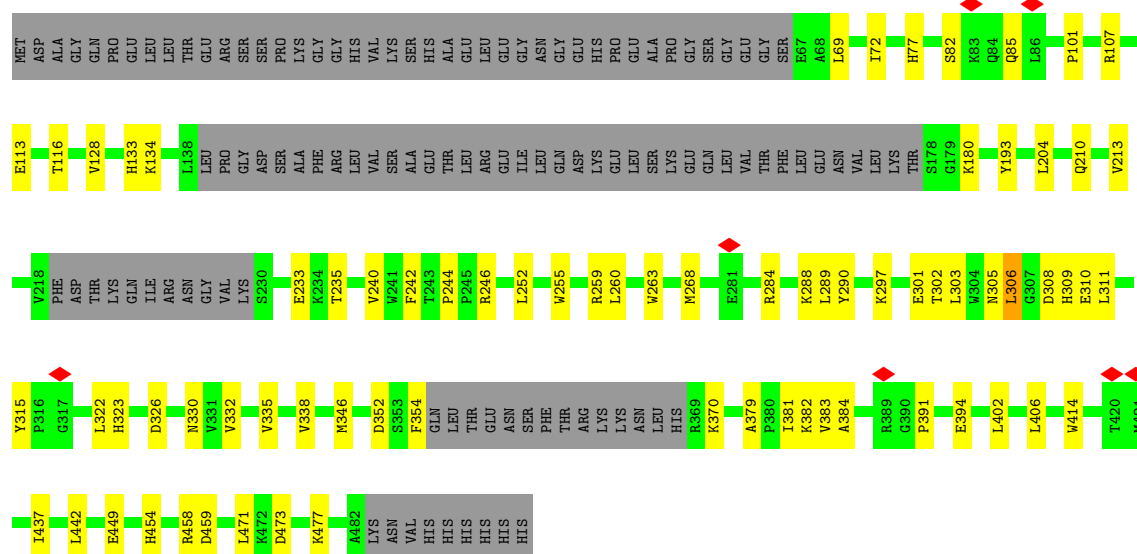 MET ASP ALA GLY GLN PRO GLU LEU LEU THR GLU ARG SER SER PRO LYS GLY GLY HIS VAL LYS SER HIS ALA GLU LEU GLU GLY ASN GLY GLU HIS PRO GLU ALA PRO GLY SER GLY GLU GLY SER E67 A68 L69 I72 H77 S82 K83 Q84 Q85 L86 P101 R107
E113 T116 V128 H133 K134 L138 LEU PRO GLY ASP SER ALA PHE ARG LEU VAL SER ALA GLU THR LEU ARG GLU ILE LEU GLN ASP LYS GLU LEU SER LYS GLU GLN LEU VAL THR PHE LEU GLU ASN VAL LEU LYS THR S178 G179 K180 Y193 L204 Q210 V213
V218 PHE ASP THR LYS GLN ILE ARG ASN GLY VAL LYS S230 E233 K234 T235 V240 W241 F242 T243 P244 P245 R246 L252 W255 R259 L260 W263 M268 E281 R284 K288 L289 Y290 K297 E301 T302 L303 W304 N305 L306 G307 D308 H309 E310 L311
Y315 P316 G317 L322 H323 D326 N330 V331 V332 V335 V338 M346 D352 S353 F354 GLN LEU THR GLU ASN SER PHE THR ARG LYS LYS ASN LEU HIS R369 K370 A379 P380 I381 K382 V383 A384 R389 G390 P391 E394 L402 L406 W414 T420
I437 L442 E449 H454 R458 D459 L471 K472 D473 K477 A482 LYS ASN VAL HIS HIS HIS HIS HIS HIS